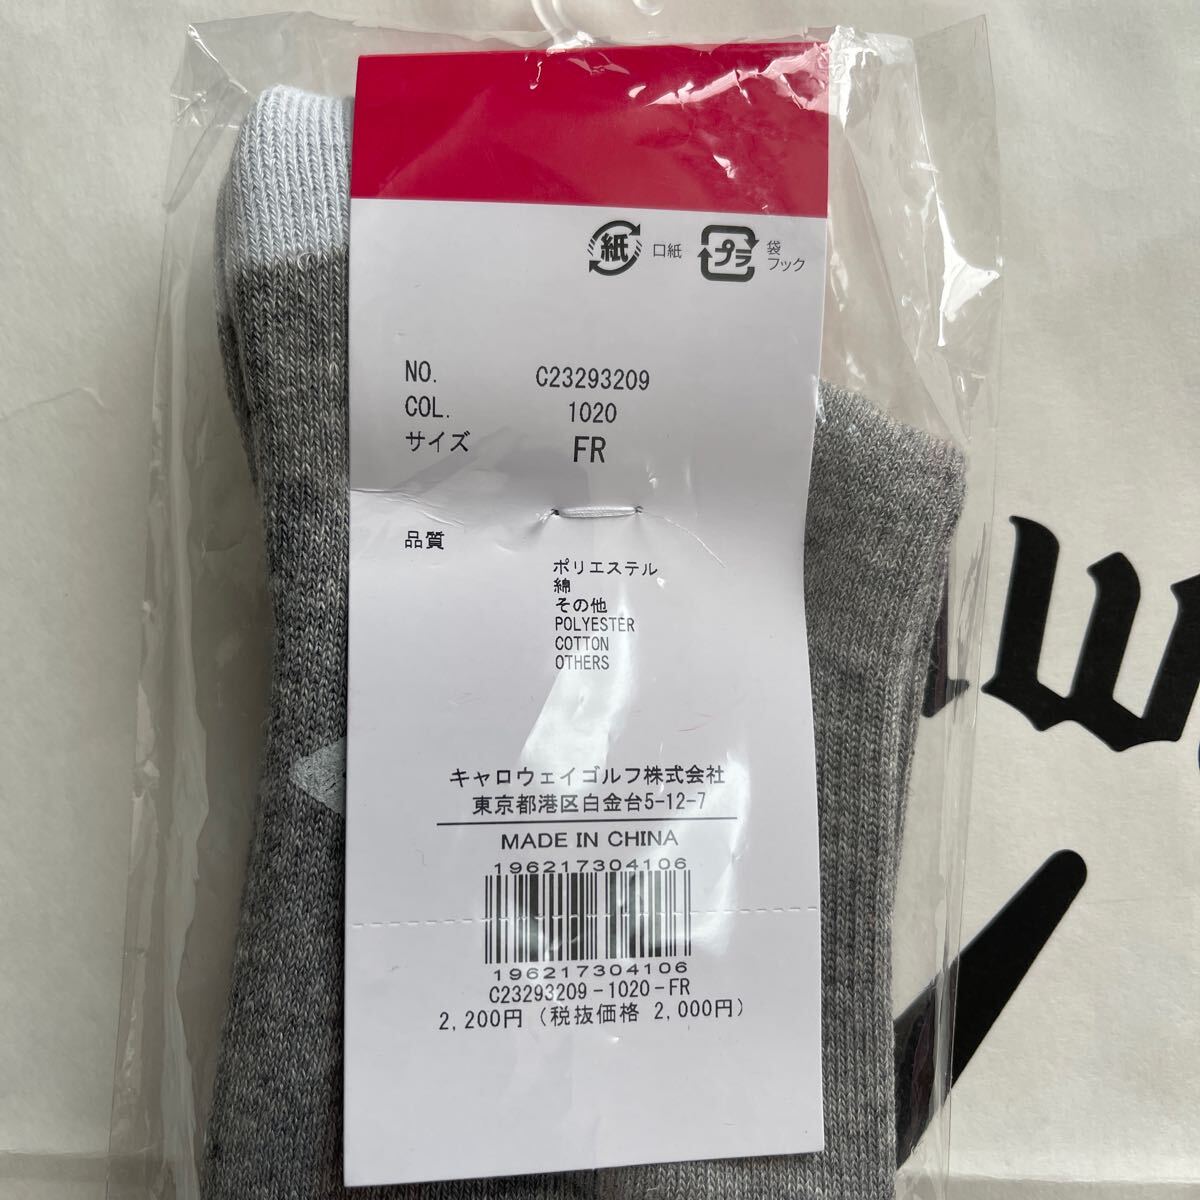 紙 口紙
プラ 袋
フック
NO. C23293209
COL. 1020
サイズ FR
品質
ポリエステル
綿
その他
POLYESTER
COTTON
OTHERS
キャロウェイゴルフ株式会社
東京都港区白金台5-12-7
MADE IN CHINA
196217304106
196217304106
C23293209-1020-FR
2,200円(税抜価格 2,000円)